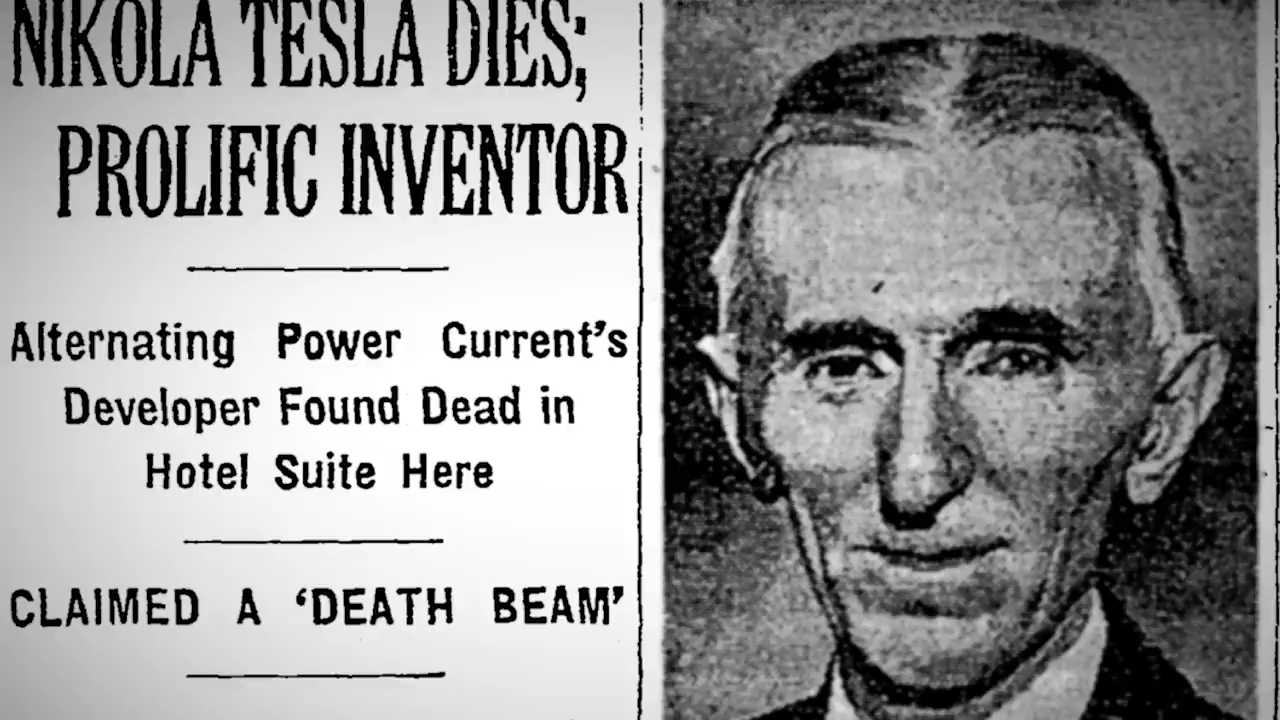 NIKOLA TESLA DIES;
PROLIFIC INVENTOR
Alternating Power Current's
Developer Found Dead in
Hotel Suite Here
CLAIMED A ‘DEATH BEAM’